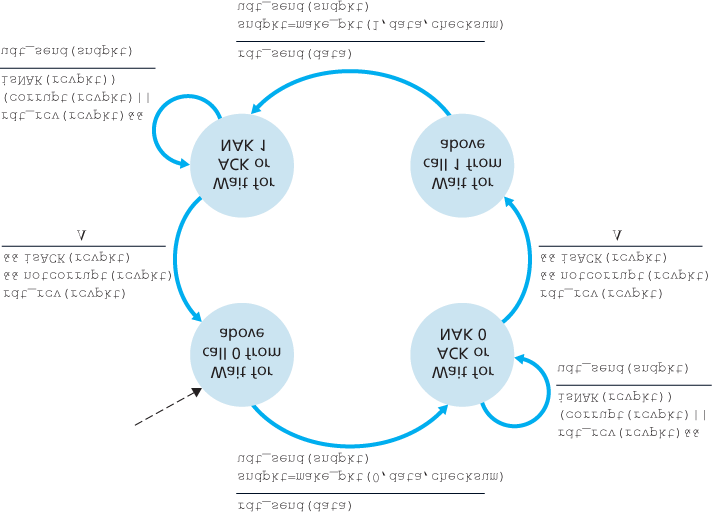 rdt_send(data)
sndpkt=make_pkt(0,data,checksum)
udt_send(sndpkt)
Wait for
call 0 from
above
Wait for
ACK or
NAK 0
rdt_rcv(rcvpkt)&&
(corrupt(rcvpkt)||
isNAK(rcvpkt))
udt_send(sndpkt)
rdt_rcv(rcvpkt)
&& notcorrupt(rcvpkt)
&& isACK(rcvpkt)
Λ
rdt_rcv(rcvpkt)
&& notcorrupt(rcvpkt)
&& isACK(rcvpkt)
Λ
Wait for
ACK or
NAK 1
Wait for
call 1 from
above
rdt_rcv(rcvpkt)&&
(corrupt(rcvpkt)||
isNAK(rcvpkt))
udt_send(sndpkt)
rdt_send(data)
sndpkt=make_pkt(1,data,checksum)
udt_send(sndpkt)